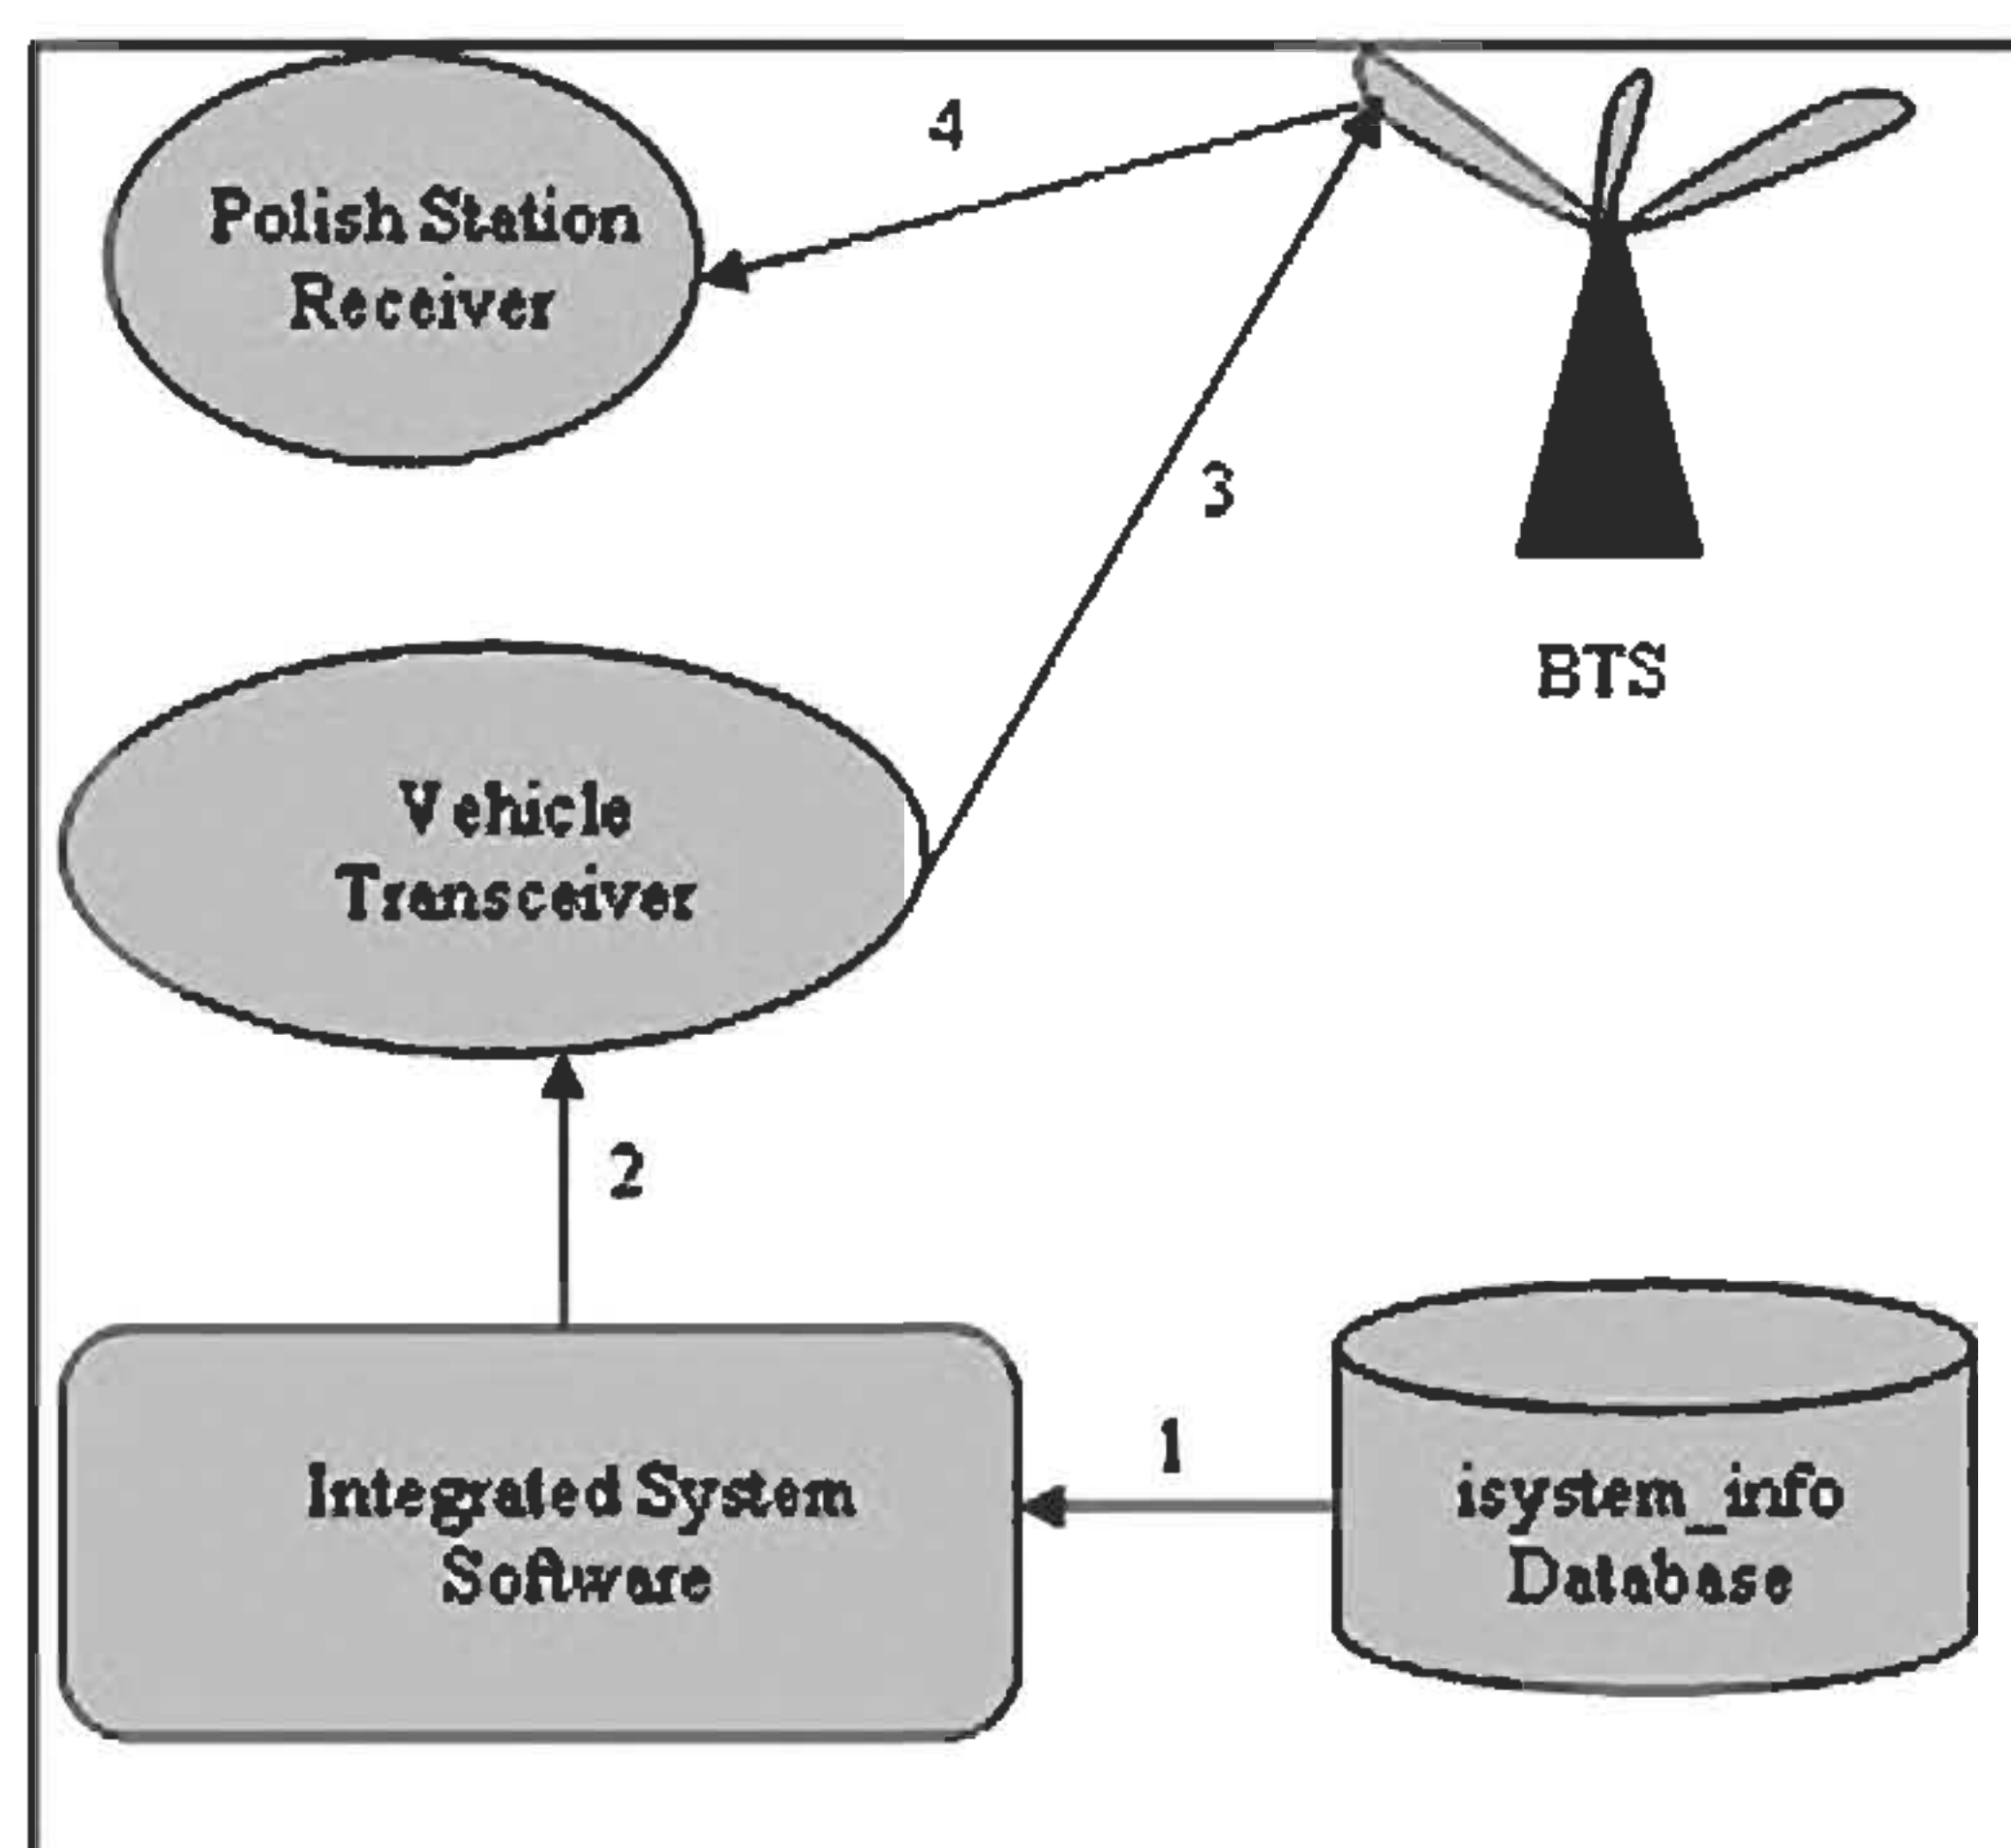 4
Polish Station
Receiver
3
BTS
Vehicle
Transceiver
2
1
Integrated System
Software
isystem_info
Database